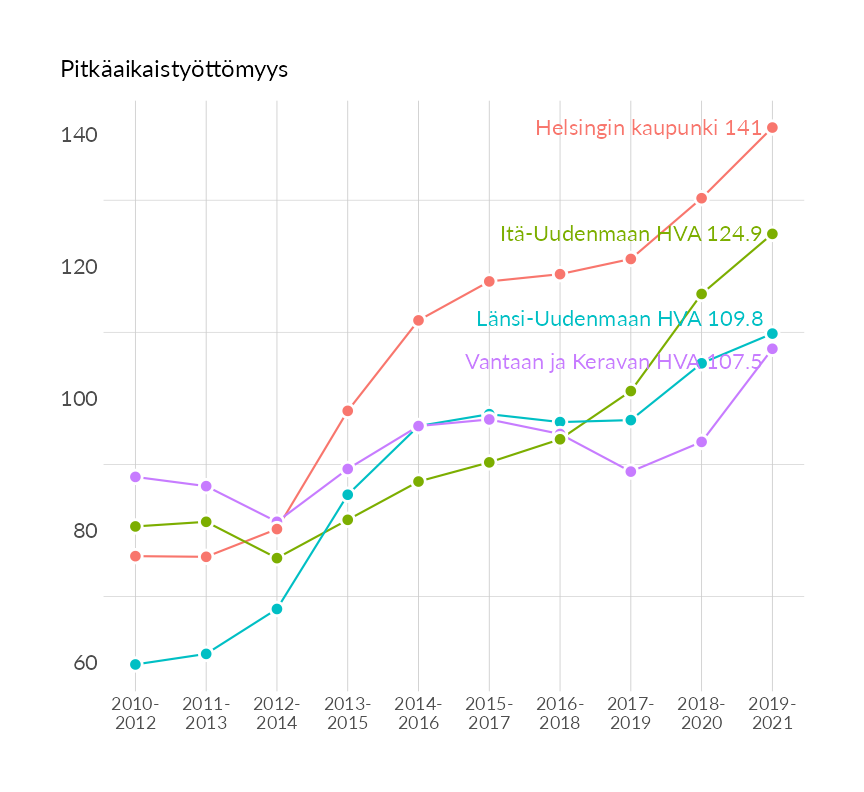 Pitkäaikaistyöttömyys
140
Helsingin kaupunki 141
Itä-Uudenmaan HVA 124.9
120
Länsi-Uudenmaan HVA 109.8
Vantaan ja Keravan HVA 107.5
100
80
60
2010- 2011- 2012- 2013- 2014- 2015- 2016- 2017- 2018- 2019-
2012 2013 2014 2015 2016 2017 2018 2019 2020 2021